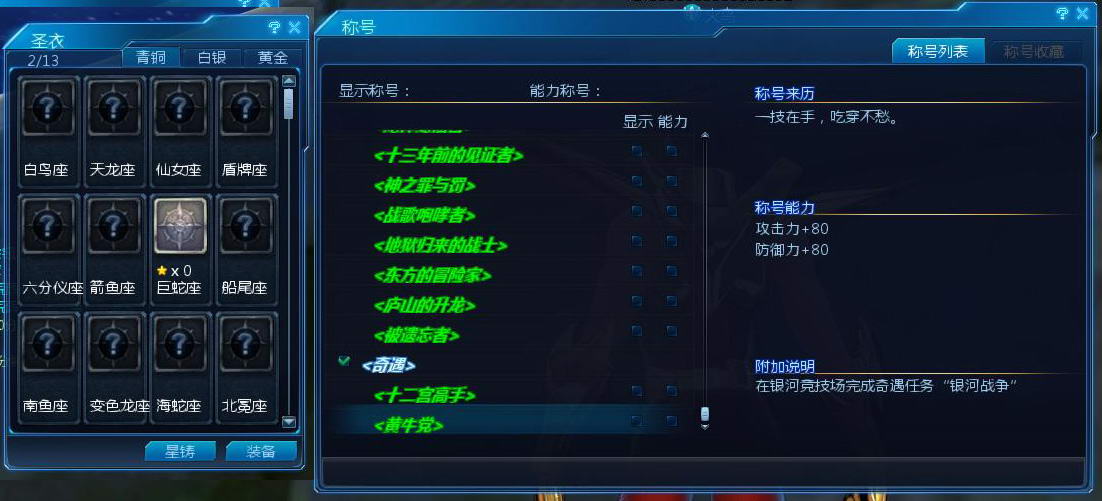 圣衣
2/13
青铜
白银
黄金
白鸟座
天龙座
仙女座
盾牌座
x 0
六分仪座
箭鱼座
巨蛇座
船尾座
南鱼座
变色龙座
海蛇座
北冕座
星铸
装备
称号
称号列表
称号收藏
显示称号：
能力称号：
显示 能力
<十三年前的见证者>
<神之罪与罚>
<战歌咆哮者>
<地狱归来的战士>
<东方的冒险家>
<庐山的升龙>
<被遗忘者>
<奇遇>
<十二宫高手>
<黄牛党>
称号来历
一技在手，吃穿不愁。
称号能力
攻击力+80
防御力+80
附加说明
在银河竞技场完成奇遇任务“银河战争”